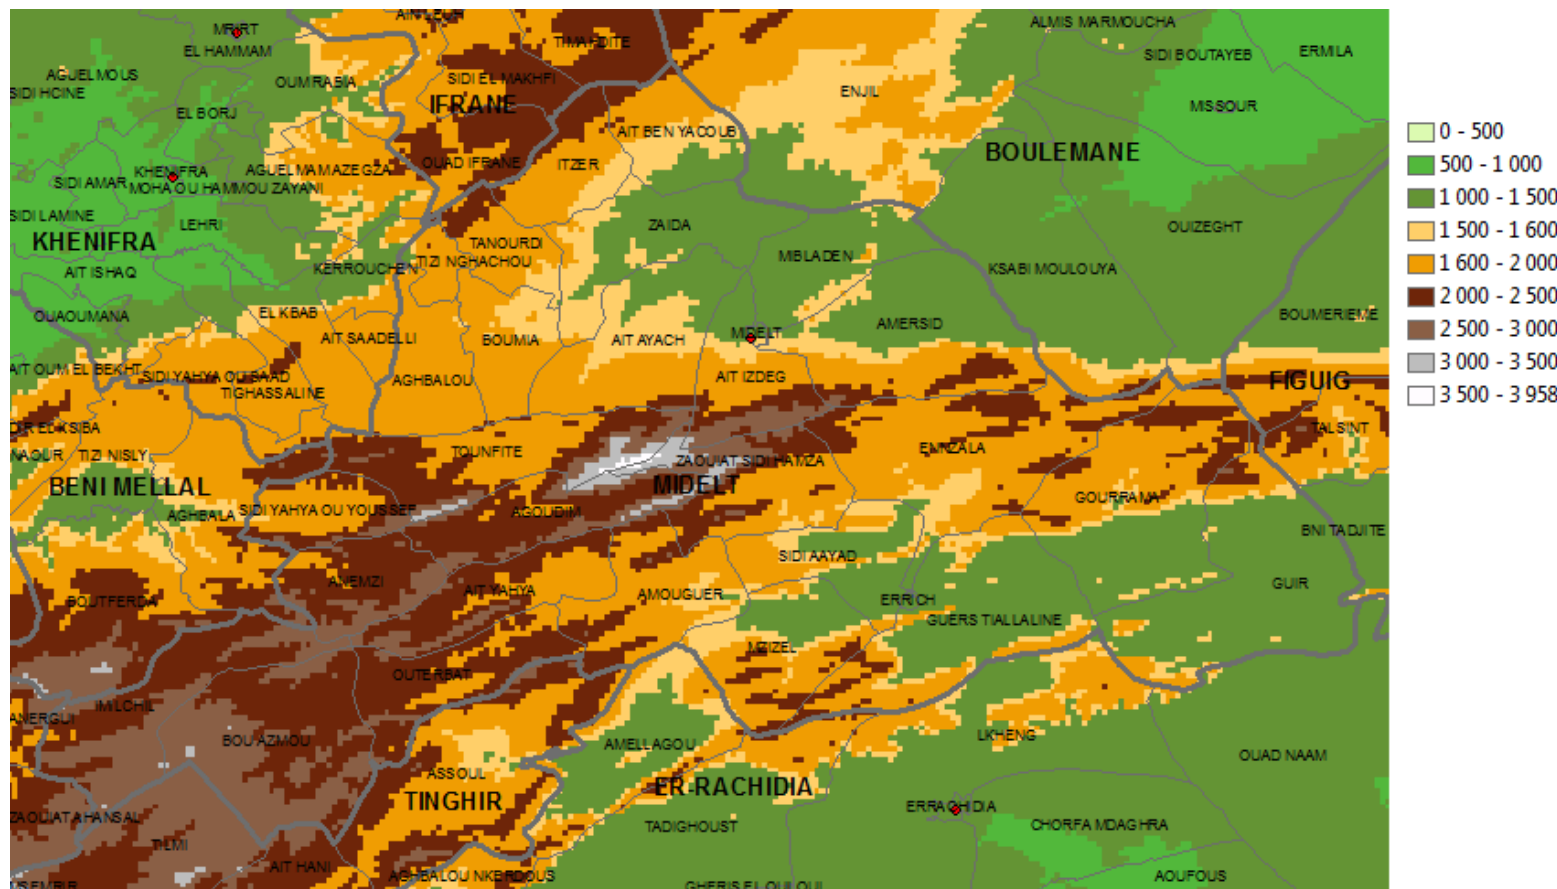 AIN LEUH
MRIRT
ALMIS MARMOUCHA
EL HAMMAM
TIMAHDITE
SIDI BOUTAYEB
ERMILA
AGUELMOUS
OUM RABIA
SIDI EL MAKHFI
SIDI HCINE
ENJIL
IFRANE
MISSOUR
EL BORJ
AIT BEN YACOUB
0 - 500
500 - 1 000
1 000 - 1 500
1 500 - 1 600
1 600 - 2 000
2 000 - 2 500
2 500 - 3 000
3 000 - 3 500
3 500 - 3 958
BOULEMANE
KHENIFRA
AGUELMAM AZEGZA
OUAD IFRANE
ITZER
SIDI AMAR
MOHA OU HAMMOU ZAYANI
SIDI LAMINE
LEHRI
ZAIDA
OUIZEGHT
KHENIFRA
TANOURDI
MIBLADEN
AIT ISHAQ
KERROUCHEN
TIZI NGHACHOU
KSABI MOULOUYA
OUAOUMANA
EL KBAB
BOUMERIEME
AIT SAADELLI
BOUMIA
AIT AYACH
MIDELT
AMERSID
AIT OUM EL BEKHT
SIDI YAHYA OU SAAD
AGHBALOU
AIT IZDEG
FIGUIG
TIGHASSALINE
DIR EL KSIBA
TALSINT
NAOUR
TIZI NISLY
TOUNFITE
ZAOUIAT SIDI HAMZA
EMNZALA
BENI MELLAL
MIDELT
GOURRAMA
AGHBALA
SIDI YAHYA OU YOUSSEF
AGOUDIM
BNI TADJITE
SIDI AAYAD
ANEMZI
AIT YAHYA
AMOUGUER
GUIR
BOUTFERDA
ERRICH
GUERS TIALLALINE
MZIZEL
OUTERBAT
IMILCHIL
ANERGUI
BOU AZMOU
AMELLAGOU
LKHENG
OUAD NAAM
ASSOUL
TINGHIR
ER-RACHIDIA
ERRACHIDIA
ZAOUIAT AHANSAL
TADIGHOUST
CHORFA MDAGHRA
TILMI
AIT HANI
AGHBALOU NKERDOUS
AOUFOUS